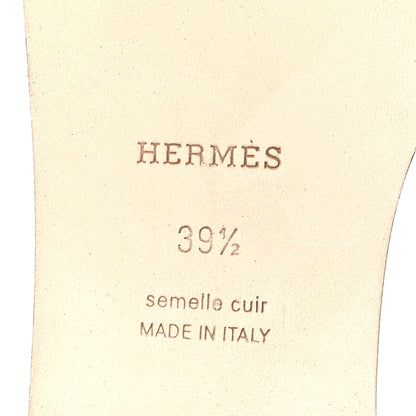 HERMÈS
39½
semelle cuir
MADE IN ITALY